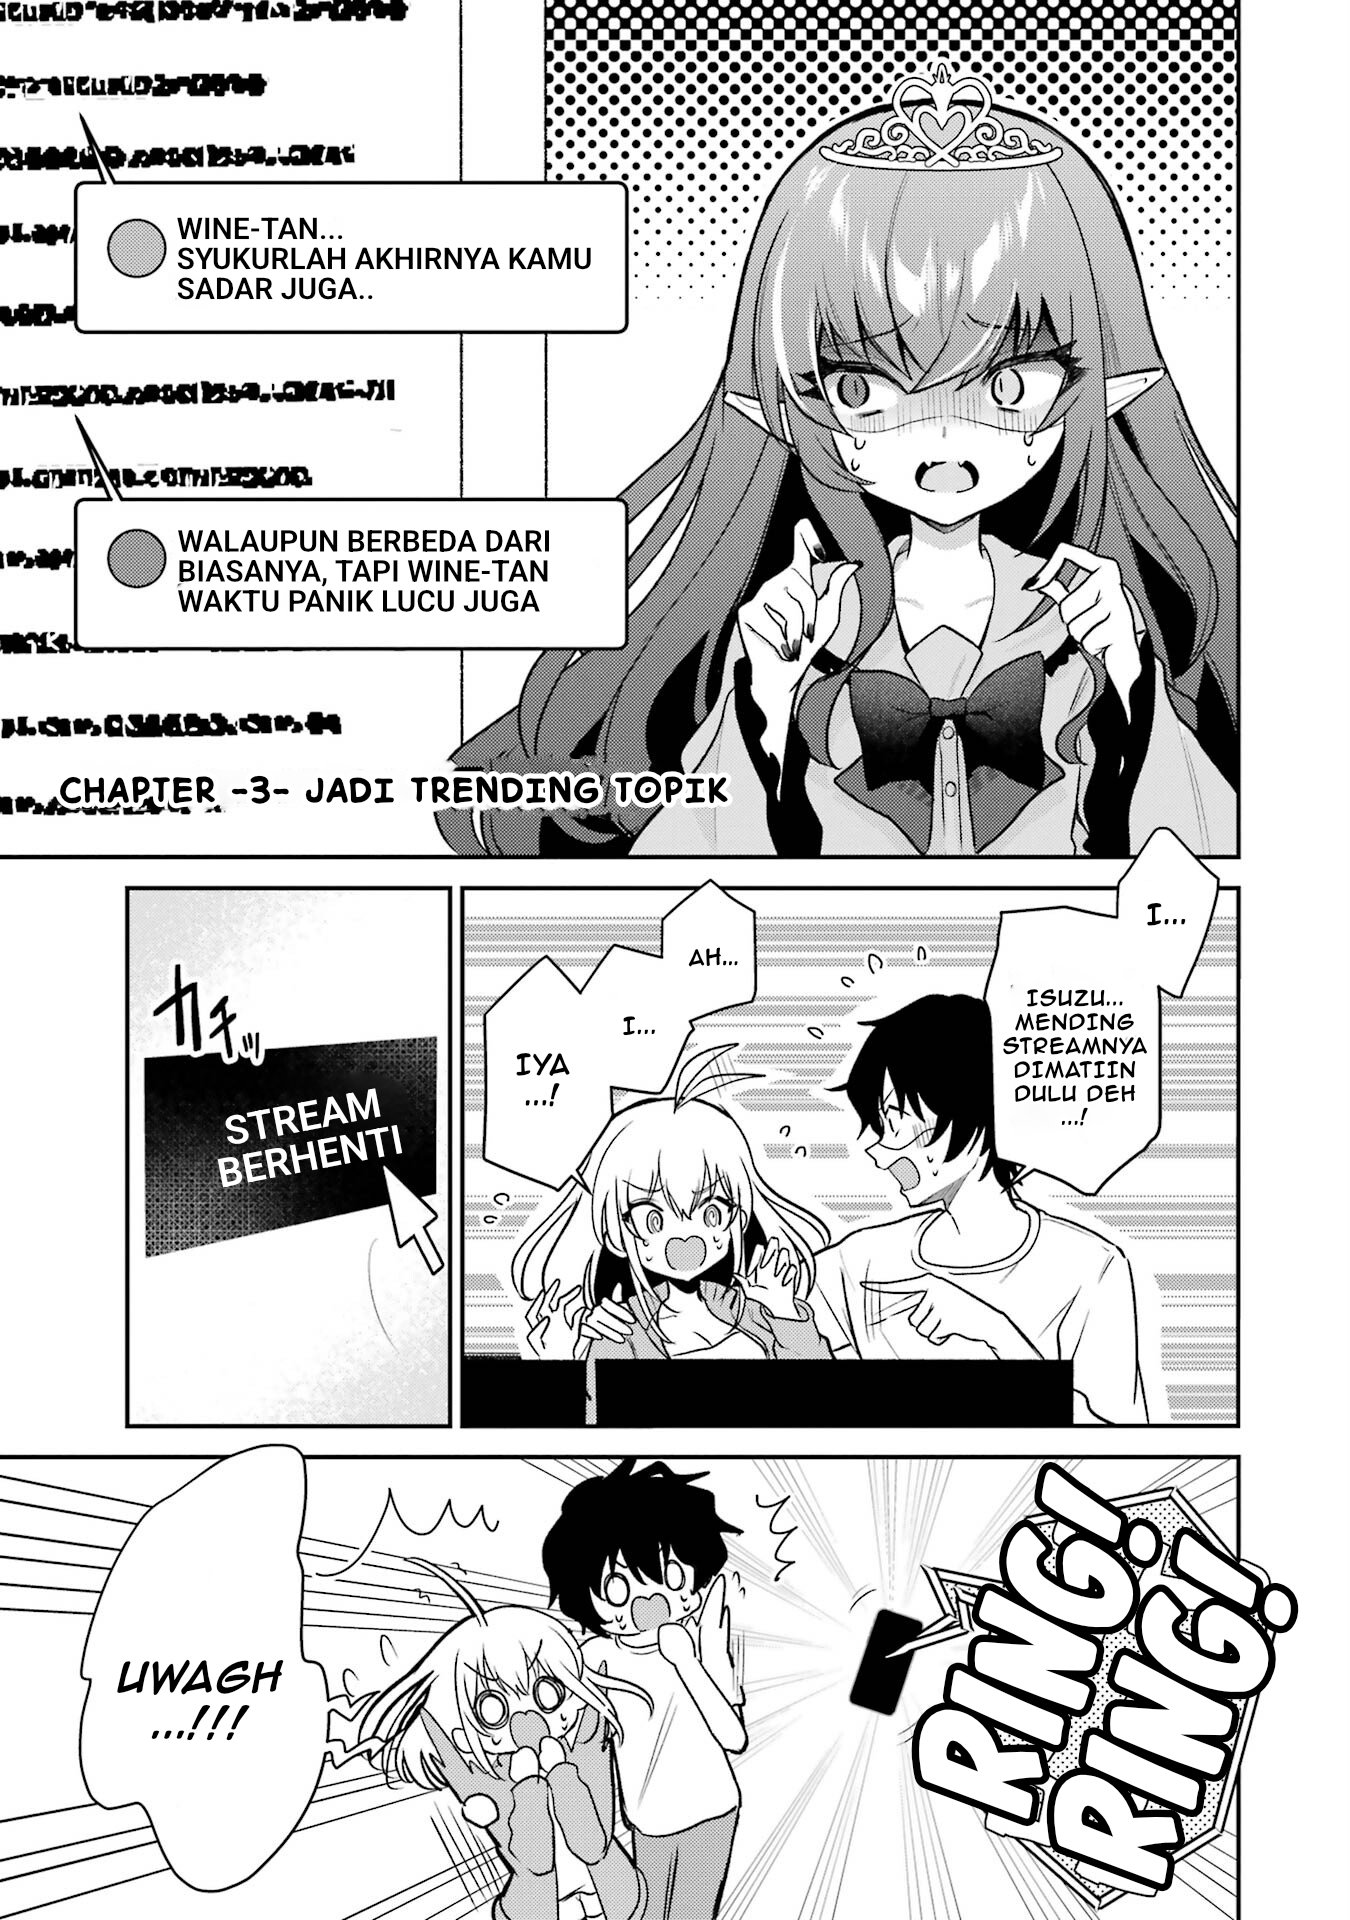 WINE-TAN...
SYUKURLAH AKHIRNYA KAMU
SADAR JUGA..
WALAUPUN BERBEDA DARI
BIASANYA, TAPI WINE-TAN
WAKTU PANIK LUCU JUGA
CHAPTER -3- JADI TRENDING TOPIK
I...
ISUZU...
MENDING
STREAMNYA
DIMATIIN
DULU DEH
...!
AH...
I...
IYA
...!
カチッ
STREAM
BERHENTI
RING!
RING!
UWAGH
...!!!